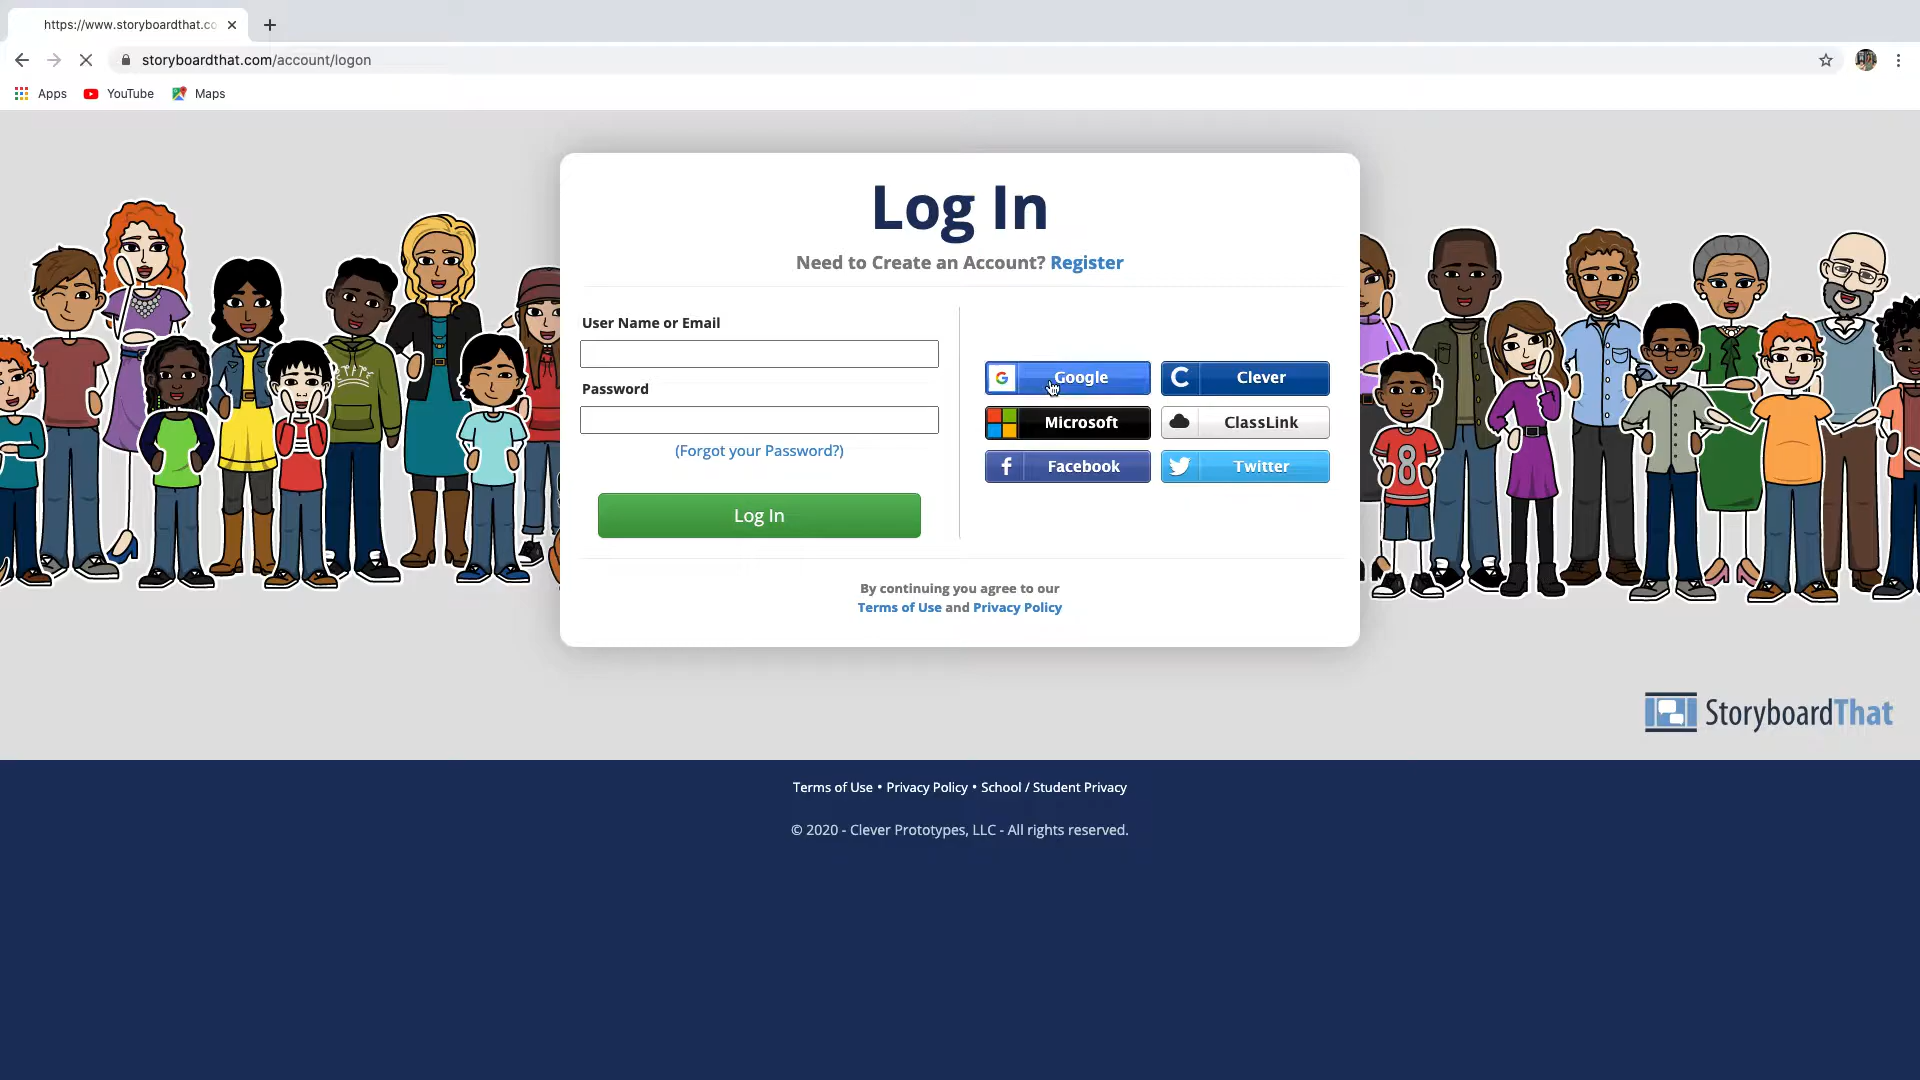 https://www.storyboardthat.co
storyboardthat.com/account/logon
Apps YouTube Maps
Log In
Need to Create an Account? Register
User Name or Email
Password
(Forgot your Password?)
Log In
Google Clever
Microsoft ClassLink
Facebook Twitter
By continuing you agree to our
Terms of Use and Privacy Policy
8
StoryboardThat
Terms of Use • Privacy Policy • School / Student Privacy
© 2020 - Clever Prototypes, LLC - All rights reserved.